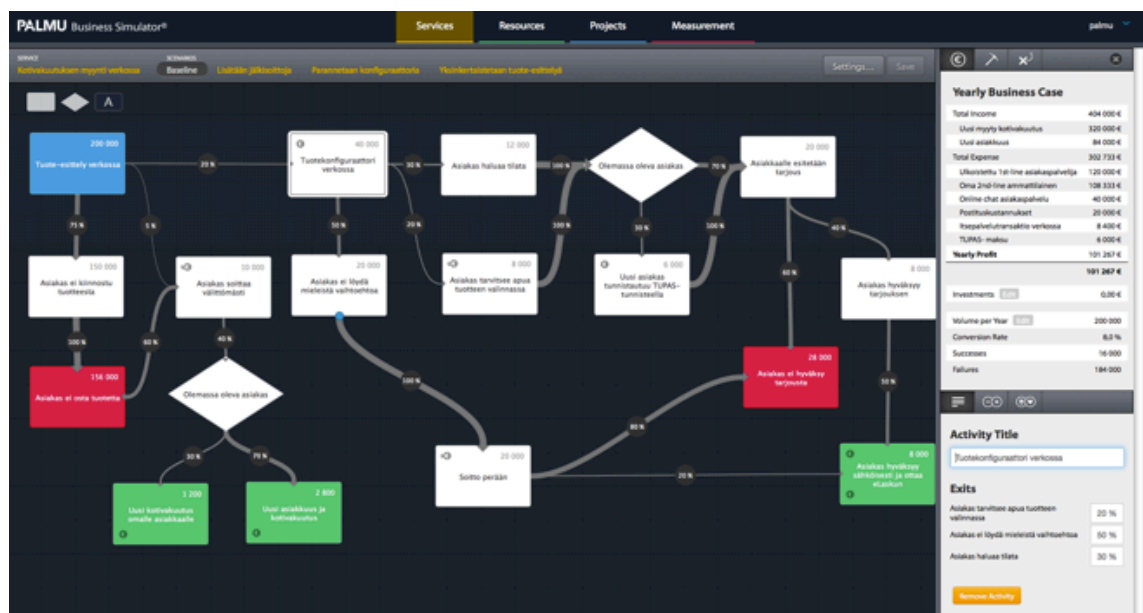 PALMU Business Simulator®
Services
Resources
Projects
Measurement
palmu
SERVICE
Kotivakuutuksen myynti verkossa
SCENARIOS
Baseline
Lisätään jälkisoittoja
Parannetaan konfiguraattoria
Yksinkertaistetaan tuote-esittelyä
Settings...
Save
A
200 000
Tuote-esittely verkossa
20 %
40 000
Tuotekonfiguraattori
verkossa
30 %
12 000
Asiakas haluaa tilata
100 %
Olemassa oleva asiakas
70 %
20 000
Asiakkaalle esitetään
tarjous
75 %
5 %
50 %
20 %
100 %
30 %
100 %
40 %
150 000
Asiakas ei kiinnostu
tuotteesta
10 000
Asiakas soittaa
välittömästi
20 000
Asiakas ei löydä
mieleistä vaihtoehtoa
8 000
Asiakas tarvitsee apua
tuotteen valinnassa
6 000
Uusi asiakas
tunnistautuu TUPAS-
tunnisteella
60 %
8 000
Asiakas hyväksyy
tarjouksen
100 %
60 %
40 %
156 000
Asiakas ei osta tuotetta
Olemassa oleva asiakas
100 %
28 000
Asiakas ei hyväksy
tarjousta
50 %
80 %
30 %
70 %
20 000
Soitto perään
20 %
8 000
Asiakas hyväksyy
sähköisesti ja ottaa
eLaskun
1 200
Uusi kotivakuutus
omalle asiakkaalle
2 800
Uusi asiakkuus ja
kotivakuutus
Yearly Business Case
Total Income 404 000 €
Uusi myyty kotivakuutus 320 000 €
Uusi asiakkuus 84 000 €
Total Expense 302 733 €
Ulkoistettu 1st-line asiakaspalvelija 120 000 €
Oma 2nd-line ammattilainen 108 333 €
Online chat asiakaspalvelu 40 000 €
Postituskustannukset 20 000 €
Itsepalvelutransaktio verkossa 8 400 €
TUPAS- maksu 6 000 €
Yearly Profit 101 267 €
101 267 €
Investments Edit 0,00 €
Volume per Year Edit 200 000
Conversion Rate 8,0 %
Successes 16 000
Failures 184 000
Activity Title
Tuotekonfiguraattori verkossa
Exits
Asiakas tarvitsee apua tuotteen
valinnassa
20 %
Asiakas ei löydä mieleistä vaihtoehtoa
50 %
Asiakas haluaa tilata
30 %
Remove Activity